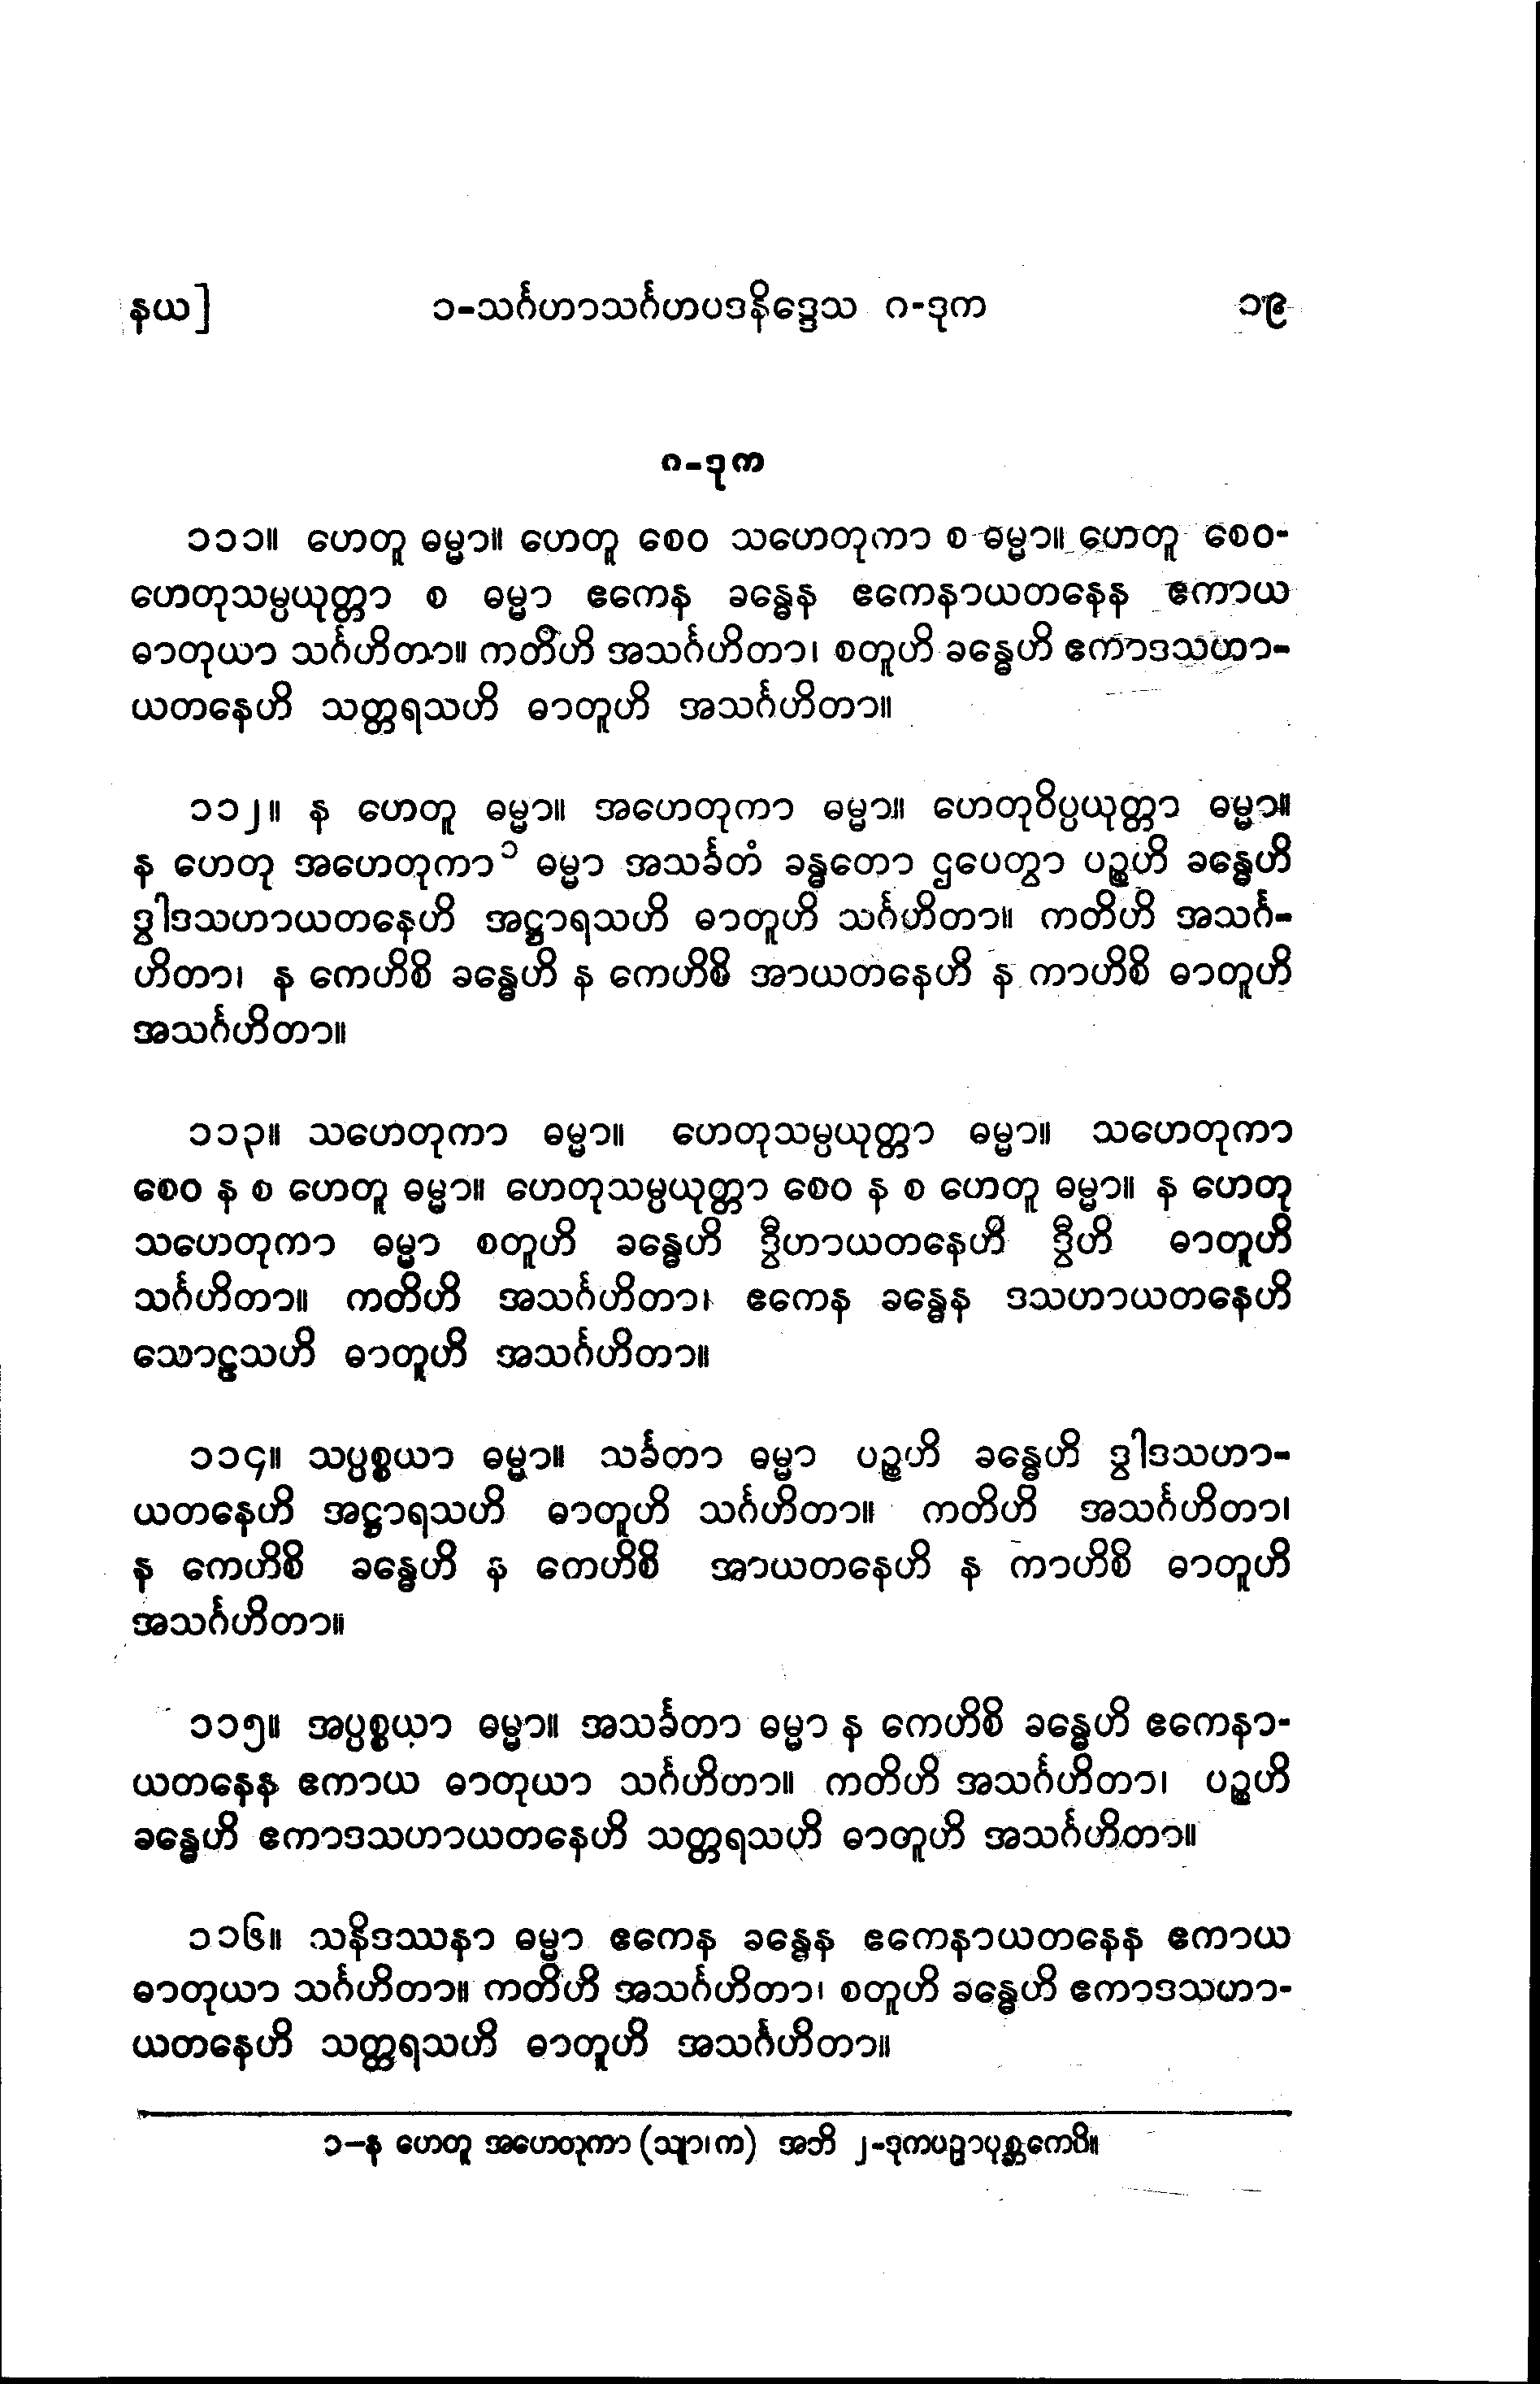 နယ]
၁-သင်္ဂဟာသင်္ဂဟပဒနိဒ္ဒေသ ဂ-ဒုက
၁၉
ဂ-ဒုက
၁၁၁။ ဟေတူ ဓမ္မာ။ ဟေတူ စေဝ သဟေတုကာ စ ဓမ္မာ။ ဟေတူ စေဝ-
ဟေတုသမ္ပယုတ္တာ စ ဓမ္မာ ဧကေန ခန္ဓေန ဧကေနာယတနေန ဧကာယ
ဓာတုယာ သင်္ဂဟိတာ။ ကတိဟိ အသင်္ဂဟိတာ၊ စတူဟိ ခန္ဓေဟိ ဧကာဒသဟာ-
ယတနေဟိ သတ္တရသဟိ ဓာတူဟိ အသင်္ဂဟိတာ။
၁၁၂။ န ဟေတူ ဓမ္မာ။ အဟေတုကာ ဓမ္မာ။ ဟေတုဝိပ္ပယုတ္တာ ဓမ္မာ။
န ဟေတု အဟေတုကာ ၁ ဓမ္မာ အသင်္ခတံ ခန္ဓတော ဌပေတွာ ပဉ္စဟိ ခန္ဓေဟိ
ဒွါဒသဟာယတနေဟိ အဋ္ဌာရသဟိ ဓာတူဟိ သင်္ဂဟိတာ။ ကတိဟိ အသင်္ဂ-
ဟိတာ၊ န ကေဟိစိ ခန္ဓေဟိ န ကေဟိစိ အာယတနေဟိ န ကာဟိစိ ဓာတူဟိ
အသင်္ဂဟိတာ။
၁၁၃။ သဟေတုကာ ဓမ္မာ။ ဟေတုသမ္ပယုတ္တာ ဓမ္မာ။ သဟေတုကာ
စေဝ န စ ဟေတူ ဓမ္မာ။ ဟေတုသမ္ပယုတ္တာ စေဝ န စ ဟေတူ ဓမ္မာ။ န ဟေတု
သဟေတုကာ ဓမ္မာ စတူဟိ ခန္ဓေဟိ ဒွီဟာယတနေဟိ ဒွီဟိ ဓာတူဟိ
သင်္ဂဟိတာ။ ကတိဟိ အသင်္ဂဟိတာ၊ ဧကေန ခန္ဓေန ဒသဟာယတနေဟိ
သောဠသဟိ ဓာတူဟိ အသင်္ဂဟိတာ။
၁၁၄။ သပ္ပစ္စယာ ဓမ္မာ။ သင်္ခတာ ဓမ္မာ ပဉ္စဟိ ခန္ဓေဟိ ဒွါဒသဟာ-
ယတနေဟိ အဋ္ဌာရသဟိ ဓာတူဟိ သင်္ဂဟိတာ။ ကတိဟိ အသင်္ဂဟိတာ၊
န ကေဟိစိ ခန္ဓေဟိ န ကေဟိစိ အာယတနေဟိ န ကာဟိစိ ဓာတူဟိ
အသင်္ဂဟိတာ။
၁၁၅။ အပ္ပစ္စယာ ဓမ္မာ။ အသင်္ခတာ ဓမ္မာ န ကေဟိစိ ခန္ဓေဟိ ဧကေနာ-
ယတနေန ဧကာယ ဓာတုယာ သင်္ဂဟိတာ။ ကတိဟိ အသင်္ဂဟိတာ၊ ပဉ္စဟိ
ခန္ဓေဟိ ဧကာဒသဟာယတနေဟိ သတ္တရသဟိ ဓာတူဟိ အသင်္ဂဟိတာ။
၁၁၆။ သနိဒဿနာ ဓမ္မာ ဧကေန ခန္ဓေန ဧကေနာယတနေန ဧကာယ
ဓာတုယာ သင်္ဂဟိတာ။ ကတိဟိ အသင်္ဂဟိတာ၊ စတူဟိ ခန္ဓေဟိ ဧကာဒသဟာ-
ယတနေဟိ သတ္တရသဟိ ဓာတူဟိ အသင်္ဂဟိတာ။
၁-န ဟေတူ အဟေတုကာ (သျာ၊က) အဘိ ၂-ဒုကပဉှာပုစ္ဆကေပိ။